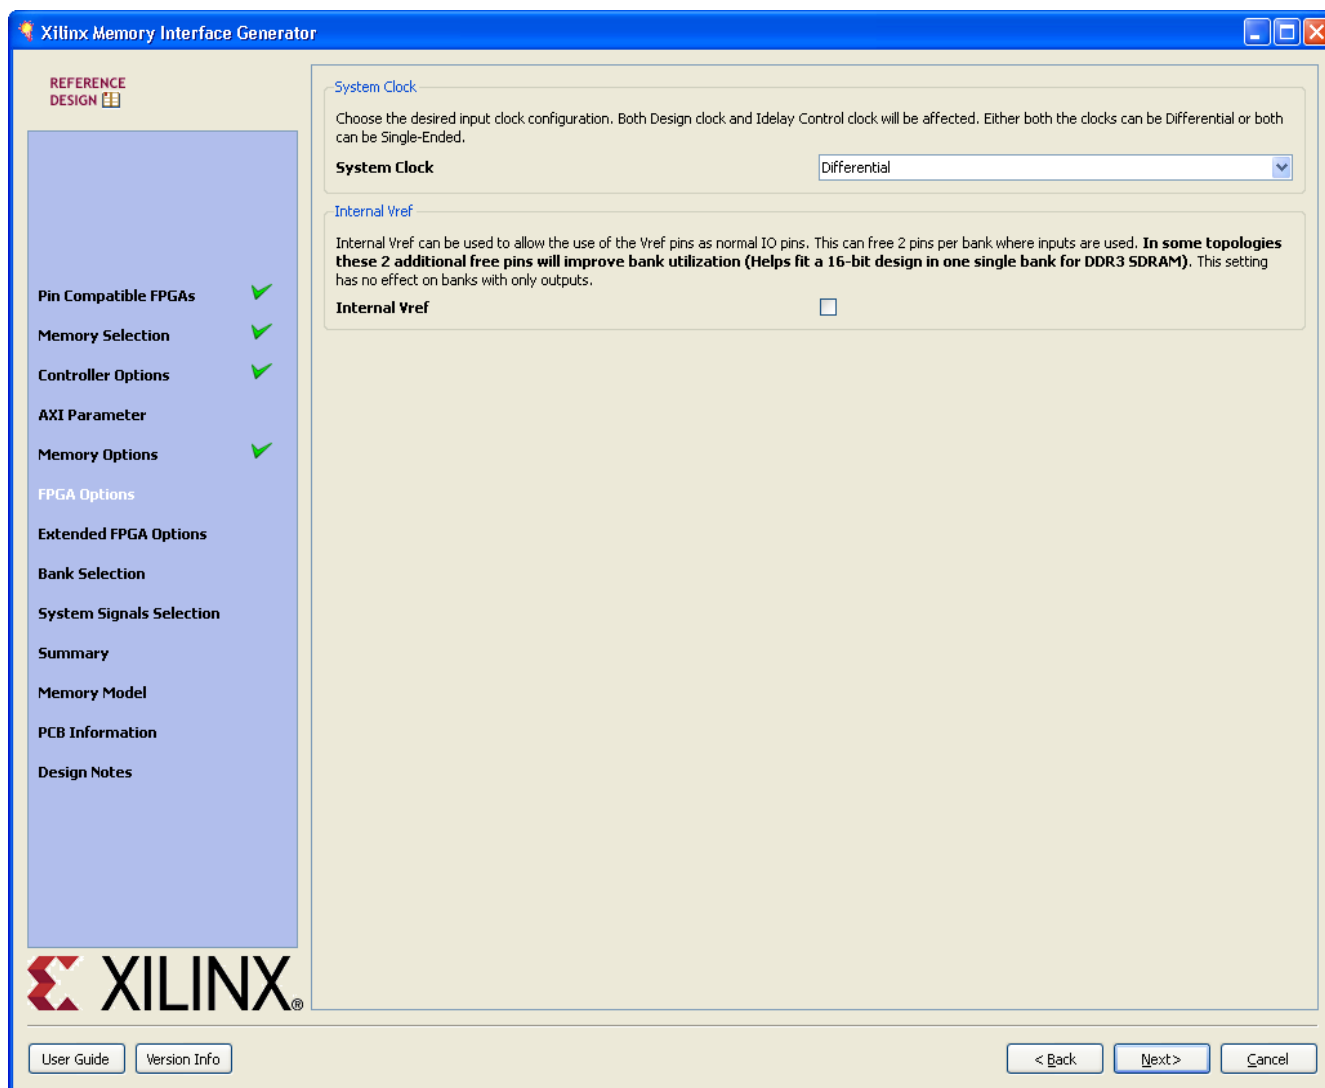 Xilinx Memory Interface Generator
REFERENCE
DESIGN
Pin Compatible FPGAs
Memory Selection
Controller Options
AXI Parameter
Memory Options
FPGA Options
Extended FPGA Options
Bank Selection
System Signals Selection
Summary
Memory Model
PCB Information
Design Notes
XILINX®
System Clock
Choose the desired input clock configuration. Both Design clock and Idelay Control clock will be affected. Either both the clocks can be Differential or both
can be Single-Ended.
System Clock
Differential
Internal Vref
Internal Vref can be used to allow the use of the Vref pins as normal IO pins. This can free 2 pins per bank where inputs are used. In some topologies
these 2 additional free pins will improve bank utilization (Helps fit a 16-bit design in one single bank for DDR3 SDRAM). This setting
has no effect on banks with only outputs.
Internal Vref
User Guide
Version Info
< Back
Next>
Cancel